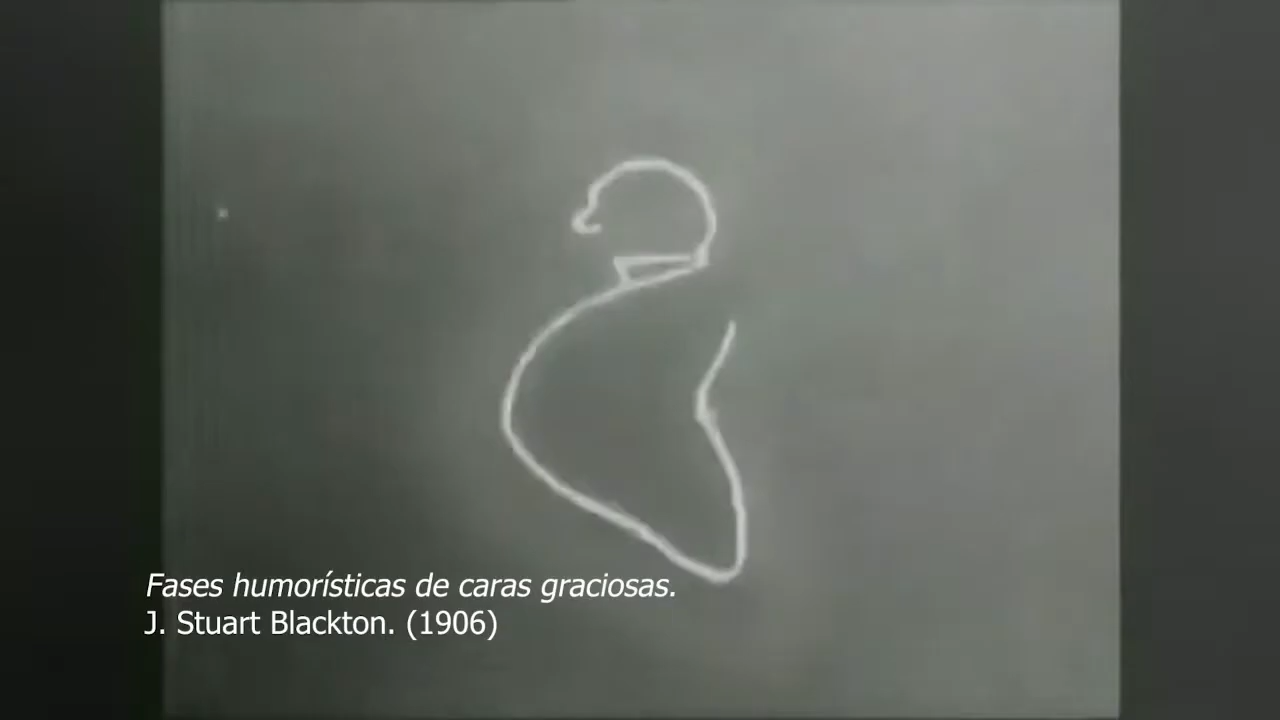 Fases humorísticas de caras graciosas.
J. Stuart Blackton. (1906)